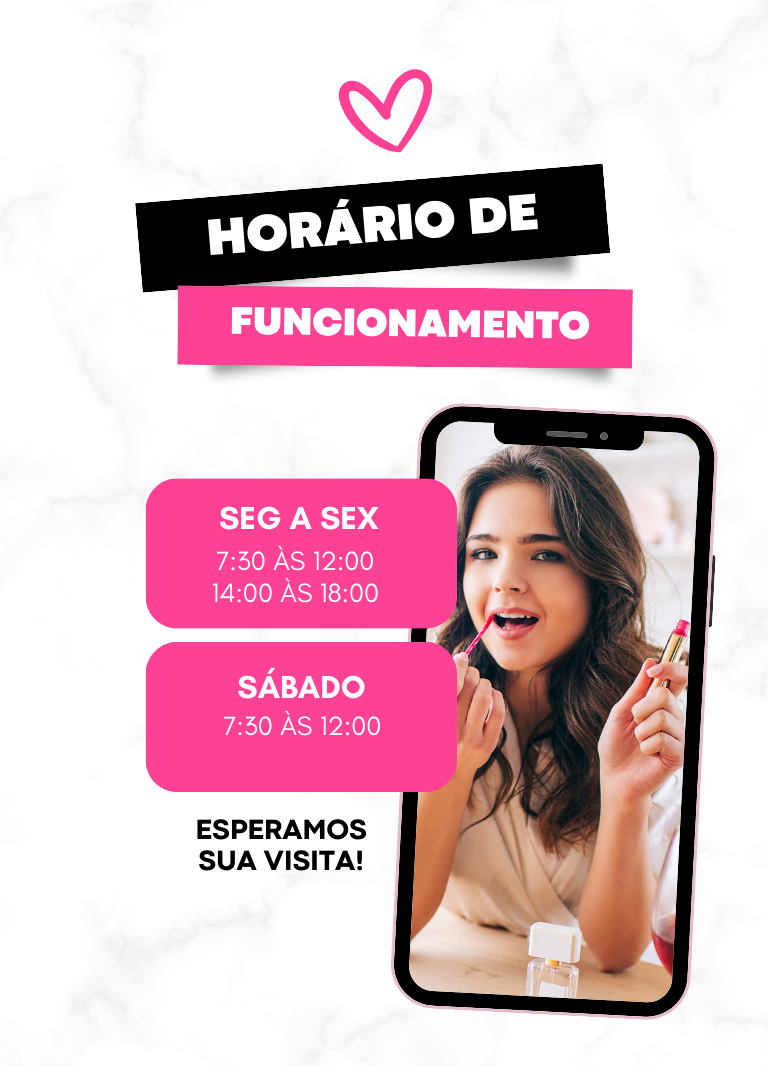 HORÁRIO DE
FUNCIONAMENTO
SEG A SEX
7:30 ÀS 12:00
14:00 ÀS 18:00
SÁBADO
7:30 ÀS 12:00
ESPERAMOS
SUA VISITA!